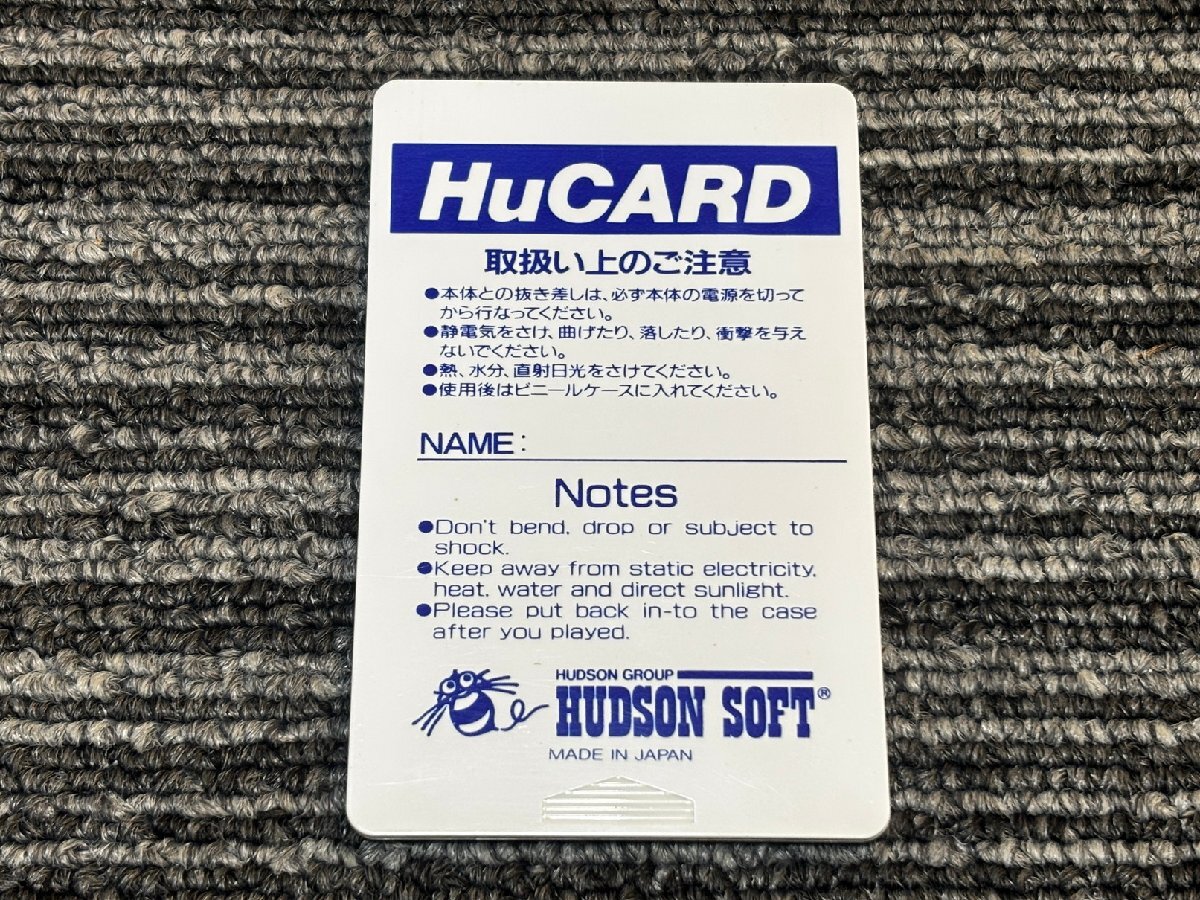 HuCARD
取扱い上のご注意
●本体との抜き差しは、必ず本体の電源を切って
から行なってください。
●静電気をさけ、曲げたり、落したり、衝撃を与え
ないでください。
●熱、水分、直射日光をさけてください。
●使用後はビニールケースに入れてください。
NAME:
Notes
●Don't bend, drop or subject to
shock.
●Keep away from static electricity,
heat, water and direct sunlight.
●Please put back in-to the case
after you played.
HUDSON GROUP
HUDSON SOFT®
MADE IN JAPAN